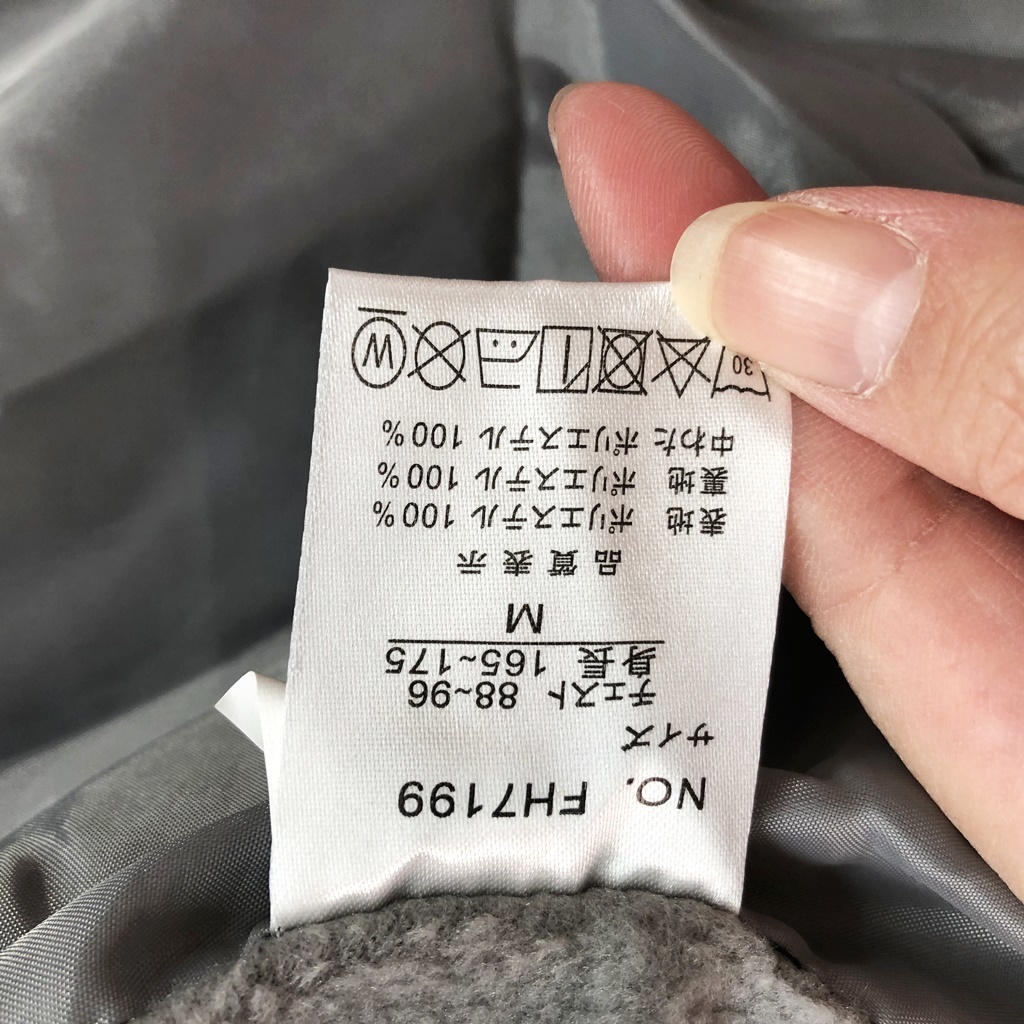 NO. FH7199
サイズ
チェスト 88~96
身長 165~175
M
品質表示
表地 ポリエステル 100%
裏地 ポリエステル 100%
中わた ポリエステル 100%
30 W